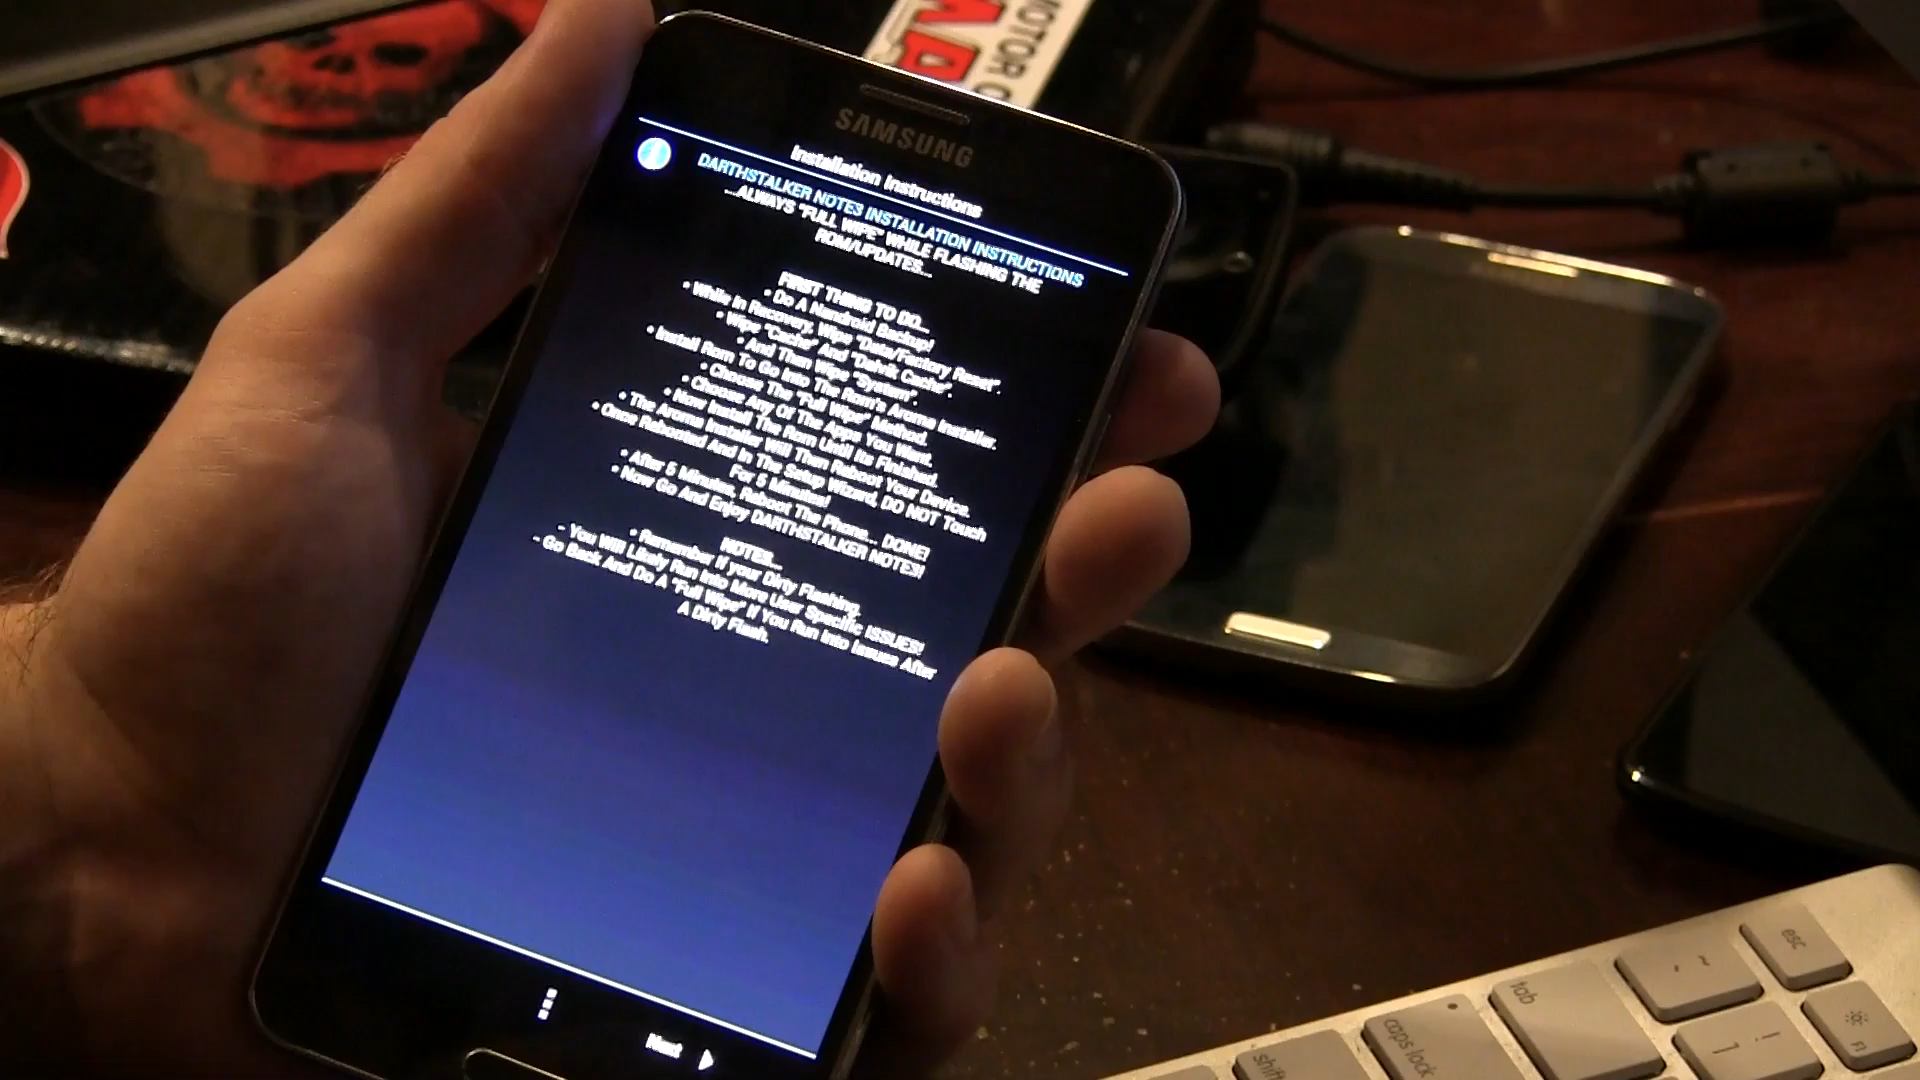 MOTOR
SAMSUNG
Installation Instructions
DARTHSTALKER NOTE3 INSTALLATION INSTRUCTIONS
...ALWAYS "FULL WIPE" WHILE FLASHING THE
ROM/UPDATES...
FIRST THING TO DO...
• Do A Nandroid Backup!
• While In Recovery, Wipe "Data/Factory Reset".
• Wipe "Cache" And "Dalvik Cache".
• And Then Wipe "System".
• Install Rom To Go Into The Rom's Aroma Installer.
• Choose The "Full Wipe" Method.
• Choose Any Of The Apps You Want.
• Now Install The Rom Until Its Finished.
• The Aroma Installer Will Then Reboot Your Device.
• Once Rebooted And In The Setup Wizard, DO NOT Touch
For 5 Minutes!
• After 5 Minutes, Reboot The Phone... DONE!
• Now Go And Enjoy DARTHSTALKER NOTE3!
NOTES...
• Remember If your Dirty Flashing,
- You Will Likely Run Into More User Specific ISSUES!
- Go Back And Do A "Full Wipe" If You Run Into Issues After
A Dirty Flash.
Next
esc
~
tab
F1
!
1
caps lock
shift